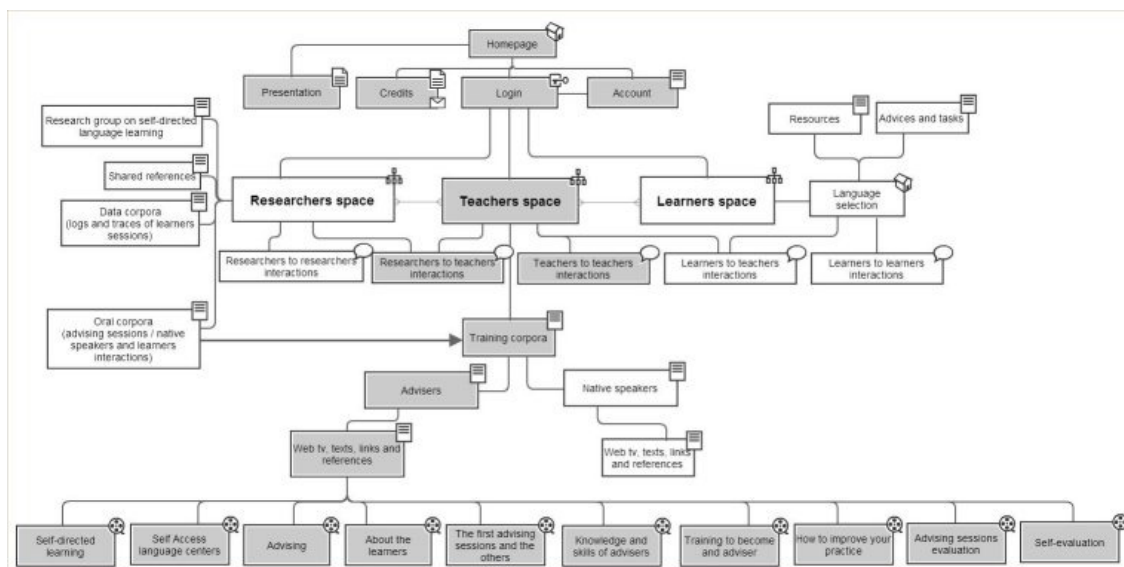 Homepage
Presentation
Credits
Login
Account
Research group on self-directed
language learning
Resources
Advices and tasks
Shared references
Researchers space
Teachers space
Learners space
Language
selection
Data corpora
(logs and traces of learners
sessions)
Researchers to researchers
interactions
Researchers to teachers
interactions
Teachers to teachers
interactions
Learners to teachers
interactions
Learners to learners
interactions
Oral corpora
(advising sessions / native
speakers and learners
interactions)
Training corpora
Advisers
Native speakers
Web tv, texts, links and
references
Web tv, texts, links
and references
Self-directed
learning
Self Access
language centers
Advising
About the
learners
The first advising
sessions and the
others
Knowledge and
skills of advisers
Training to become
and adviser
How to improve your
practice
Advising sessions
evaluation
Self-evaluation